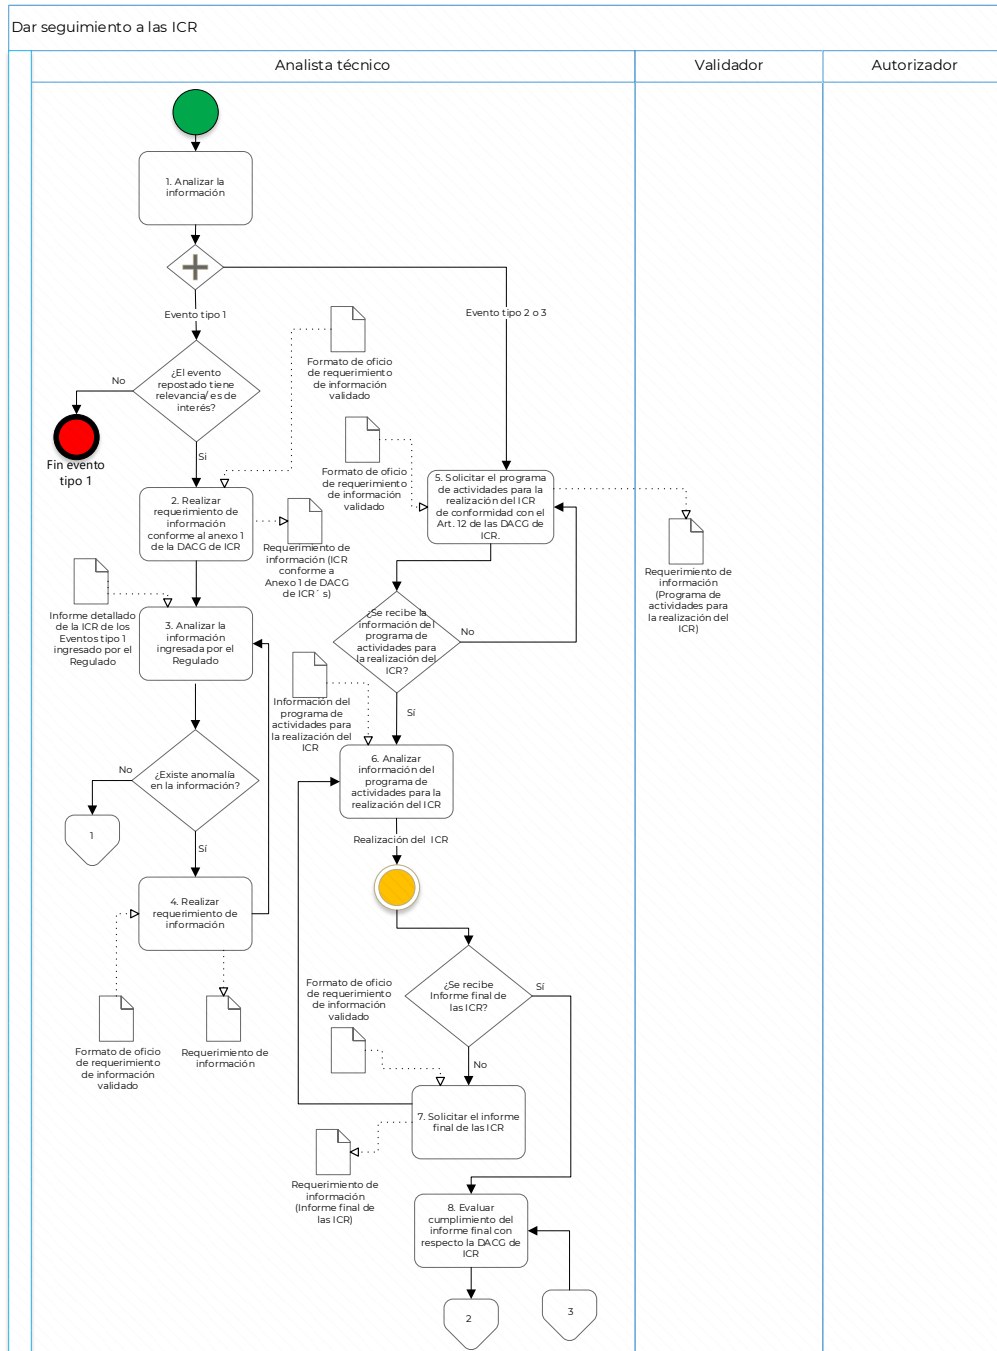 Dar seguimiento a las ICR
Analista técnico
Validador
Autorizador
1. Analizar la
información
Evento tipo 1
Evento tipo 2 o 3
¿El evento
repostado tiene
relevancia/ es de
interés?
No
Si
Fin evento
tipo 1
Formato de oficio
de requerimiento
de información
validado
Formato de oficio
de requerimiento
de información
validado
2. Realizar
requerimiento de
información
conforme al anexo 1
de la DACG de ICR
Requerimiento de
información (ICR
conforme a
Anexo 1 de DACG
de ICR´s)
5. Solicitar el programa
de actividades para la
realización del ICR
de conformidad con el
Art. 12 de las DACG de
ICR.
Requerimiento de
información
(Programa de
actividades para
la realización del
ICR)
Informe detallado
de la ICR de los
Eventos tipo 1
ingresado por el
Regulado
3. Analizar la
información
ingresada por el
Regulado
¿Se recibe la
información del
programa de
actividades para
la realización del
ICR?
No
Sí
Información del
programa de
actividades para
la realización del
ICR
¿Existe anomalía
en la información?
No
Sí
1
6. Analizar
información del
programa de
actividades para la
realización del ICR
Realización del ICR
4. Realizar
requerimiento de
información
Formato de oficio
de requerimiento
de información
validado
Requerimiento de
información
¿Se recibe
Informe final de
las ICR?
Sí
No
Formato de oficio
de requerimiento
de información
validado
7. Solicitar el informe
final de las ICR
Requerimiento de
información
(Informe final de
las ICR)
8. Evaluar
cumplimiento del
informe final con
respecto la DACG de
ICR
2
3